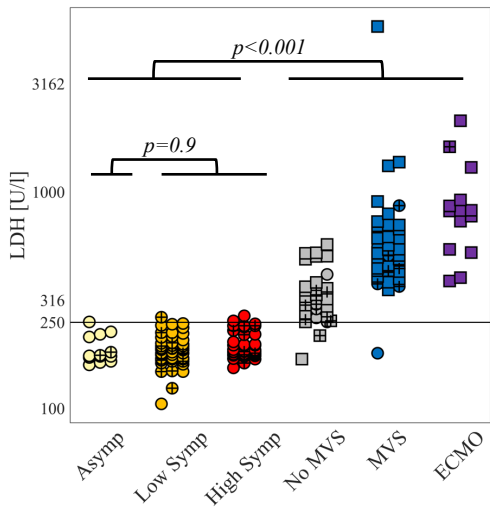 p<0.001
3162
p=0.9
LDH [U/l]
1000
316
250
100
Asymp
Low Symp
High Symp
No MVS
MVS
ECMO